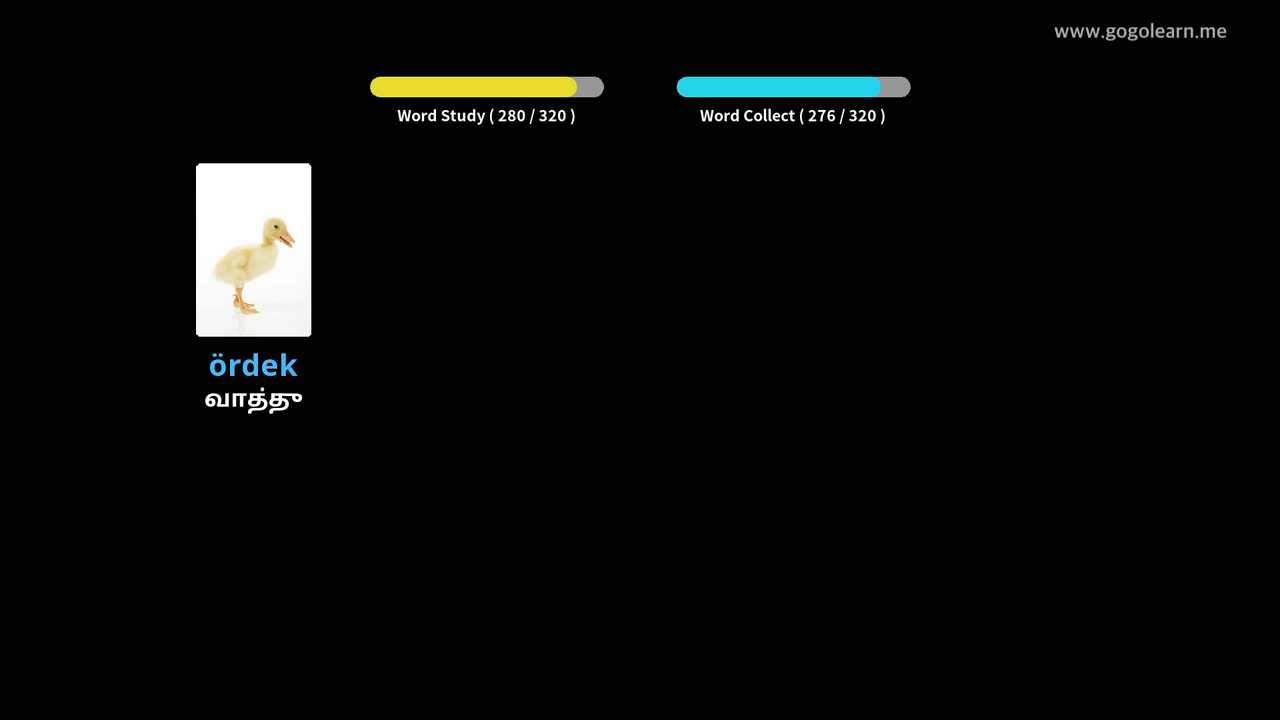 www.gogolearn.me
Word Study ( 280 / 320 )
Word Collect ( 276 / 320 )
ördek
வாத்து